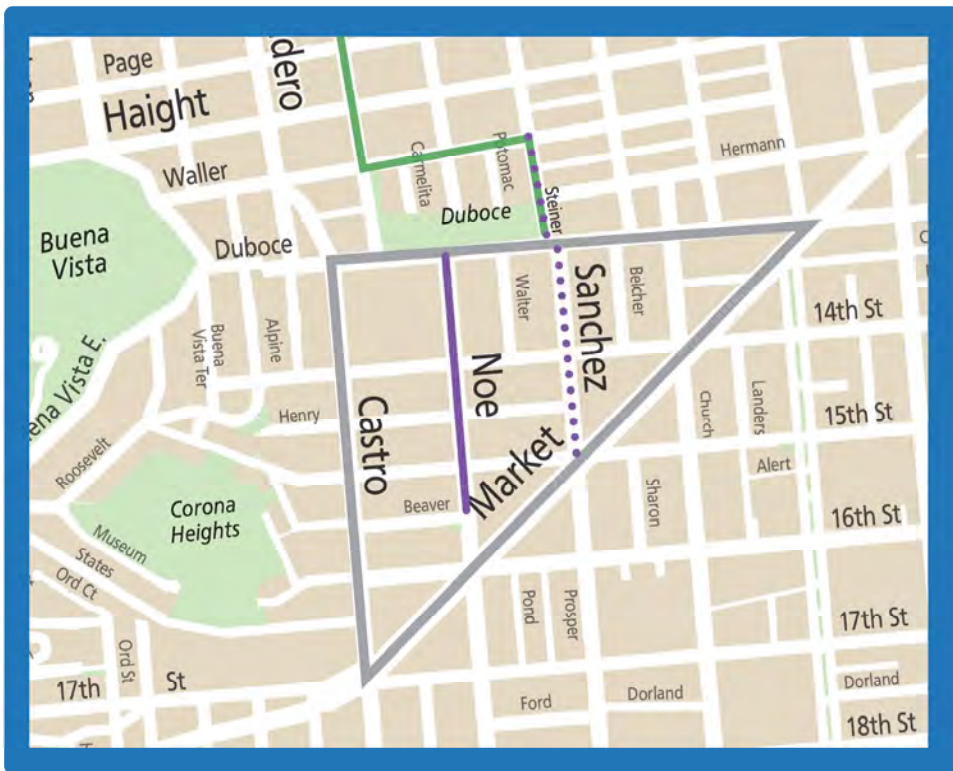 Page
Haight
dero
Waller
Carmelita
Potomac
Hermann
Steiner
Duboce
Buena
Vista
Duboce
Sanchez
Walter
Belcher
14th St
Buena
Vista Ter
Alpine
ena Vista E.
Noe
Castro
Henry
Church
Landers
15th St
Market
Roosevelt
Corona
Heights
Beaver
Sharon
Alert
16th St
Museum
States
Ord Ct
Pond
Prosper
17th St
Ord St
17th St
Ford
Dorland
Dorland
18th St